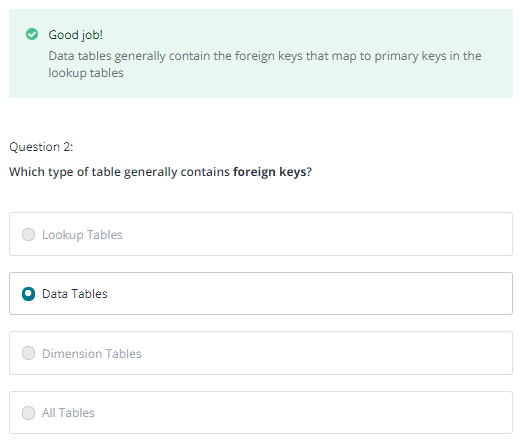 Good job!
Data tables generally contain the foreign keys that map to primary keys in the
lookup tables
Question 2:
Which type of table generally contains foreign keys?
Lookup Tables
Data Tables
Dimension Tables
All Tables